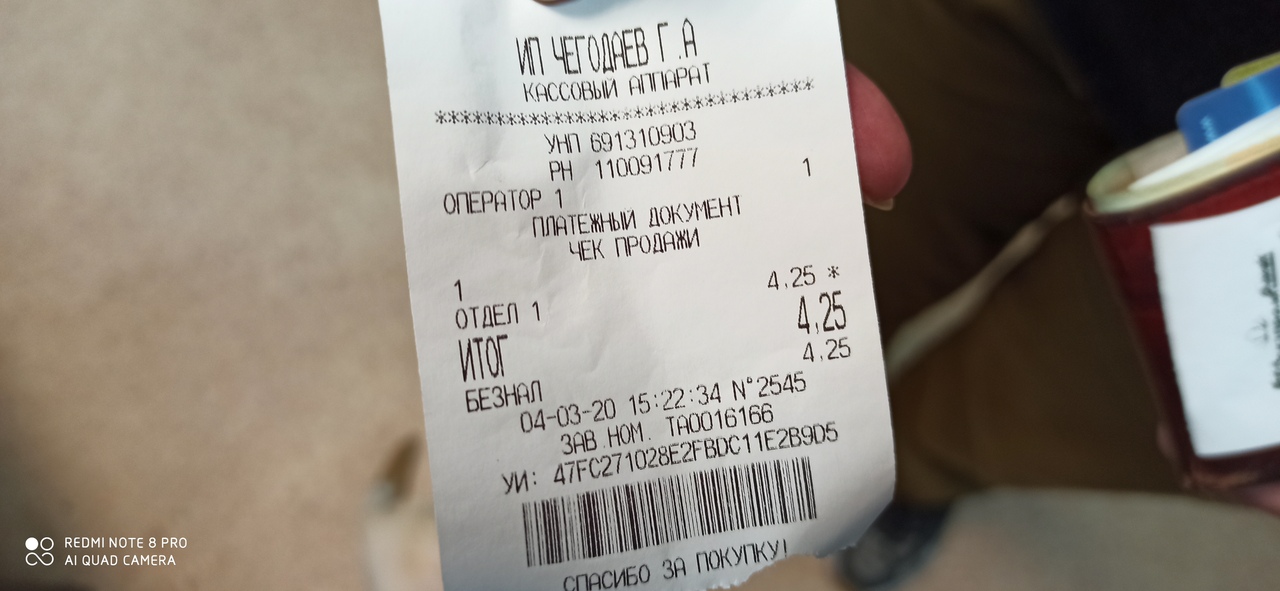 ИП ЧЕГОДАЕВ Г.А
КАССОВЫЙ АППАРАТ
********************************
УНП 691310903
РН 110091777
ОПЕРАТОР 1 1
ПЛАТЕЖНЫЙ ДОКУМЕНТ
ЧЕК ПРОДАЖИ
1
ОТДЕЛ 1 4,25 *
ИТОГ 4,25
БЕЗНАЛ 4,25
04-03-20 15:22:34 N°2545
ЗАВ.НОМ. ТА0016166
УИ: 47FC271028E2FBDC11E2B9D5
СПАСИБО ЗА ПОКУПКУ!
REDMI NOTE 8 PRO
AI QUAD CAMERA